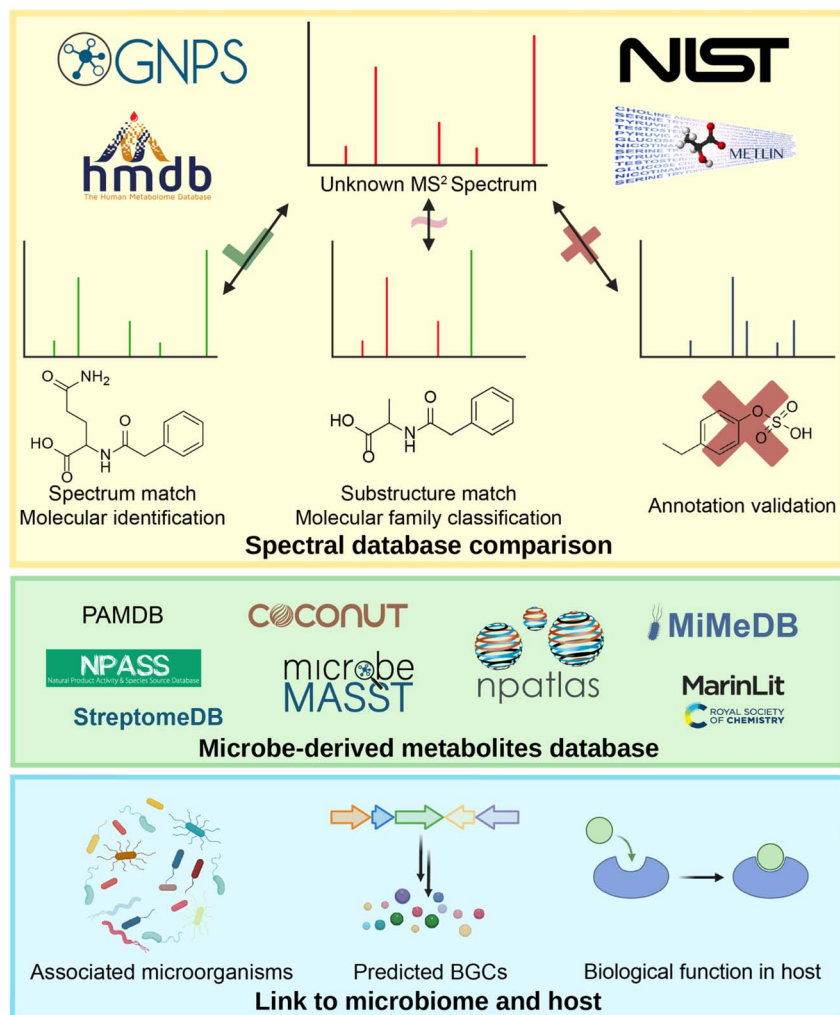 GNPS
hmdb
The Human Metabolome Database
NIST
CHOLINE
METLIN
Unknown MS² Spectrum
O
NH₂
HO
O
N
H
O
HO
O
N
H
O
O
S
O
O
OH
Spectrum match
Molecular identification
Substructure match
Molecular family classification
Annotation validation
Spectral database comparison
PAMDB
COCONUT
MiMeDB
NPASS
Natural Product Activity & Species Source Database
microbe
MASST
npatlas
StreptomeDB
MarinLit
ROYAL SOCIETY
OF CHEMISTRY
Microbe-derived metabolites database
Associated microorganisms
Predicted BGCs
Biological function in host
Link to microbiome and host